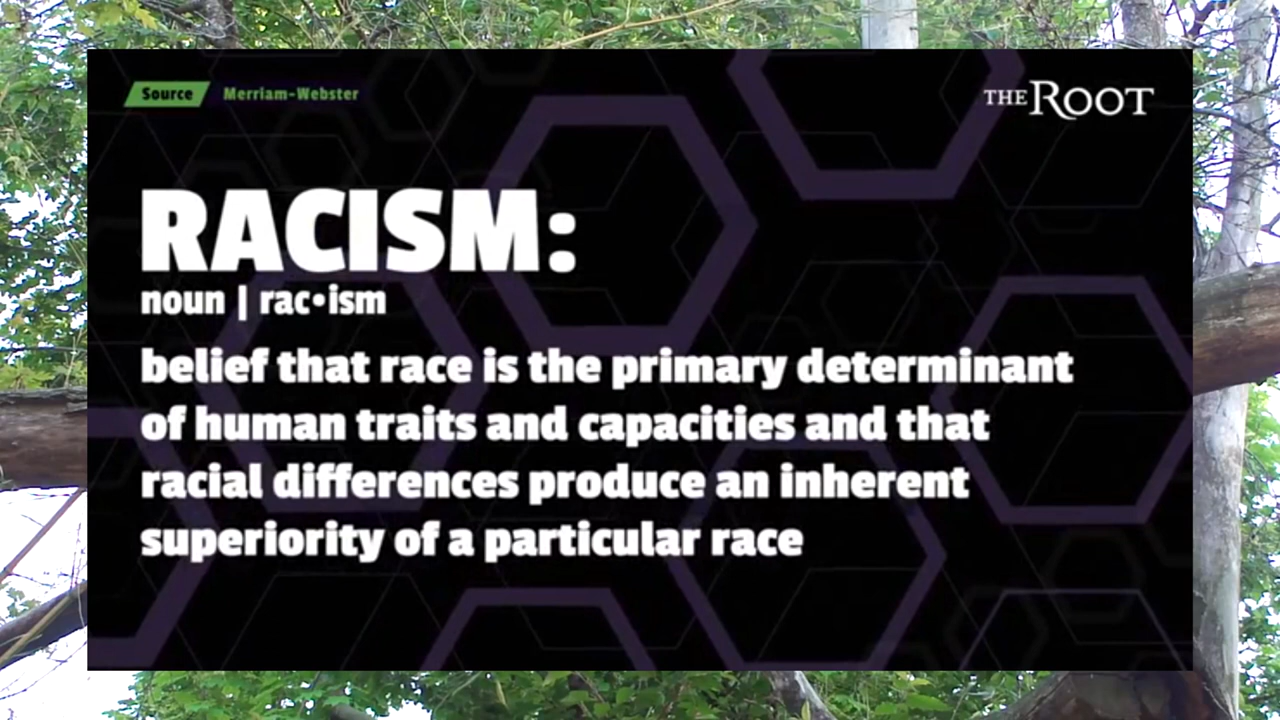 Source Merriam-Webster
THE ROOT
RACISM:
noun | rac•ism
belief that race is the primary determinant
of human traits and capacities and that
racial differences produce an inherent
superiority of a particular race